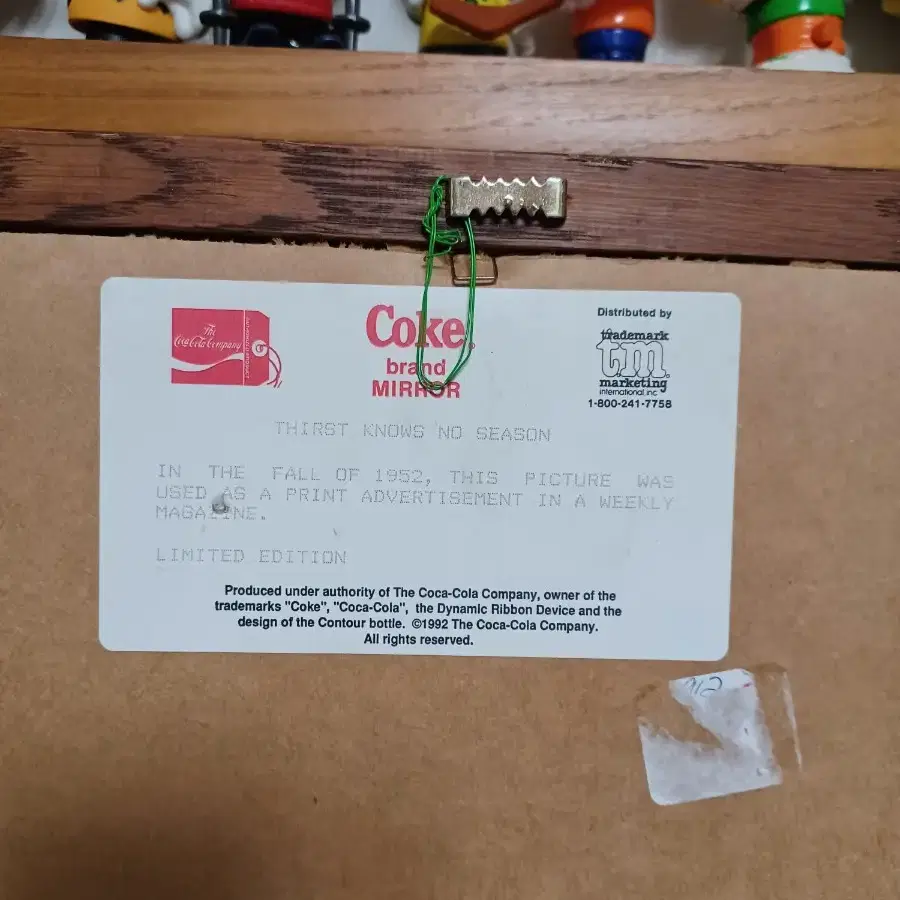 The
Coca-Cola Company
Coke®
brand
MIRROR
Distributed by
trademark
tm®
marketing
international inc
1-800-241-7758
THIRST KNOWS NO SEASON
IN THE FALL OF 1952, THIS PICTURE WAS
USED AS A PRINT ADVERTISEMENT IN A WEEKLY
MAGAZINE.
LIMITED EDITION
Produced under authority of The Coca-Cola Company, owner of the
trademarks "Coke", "Coca-Cola", the Dynamic Ribbon Device and the
design of the Contour bottle. ©1992 The Coca-Cola Company.
All rights reserved.